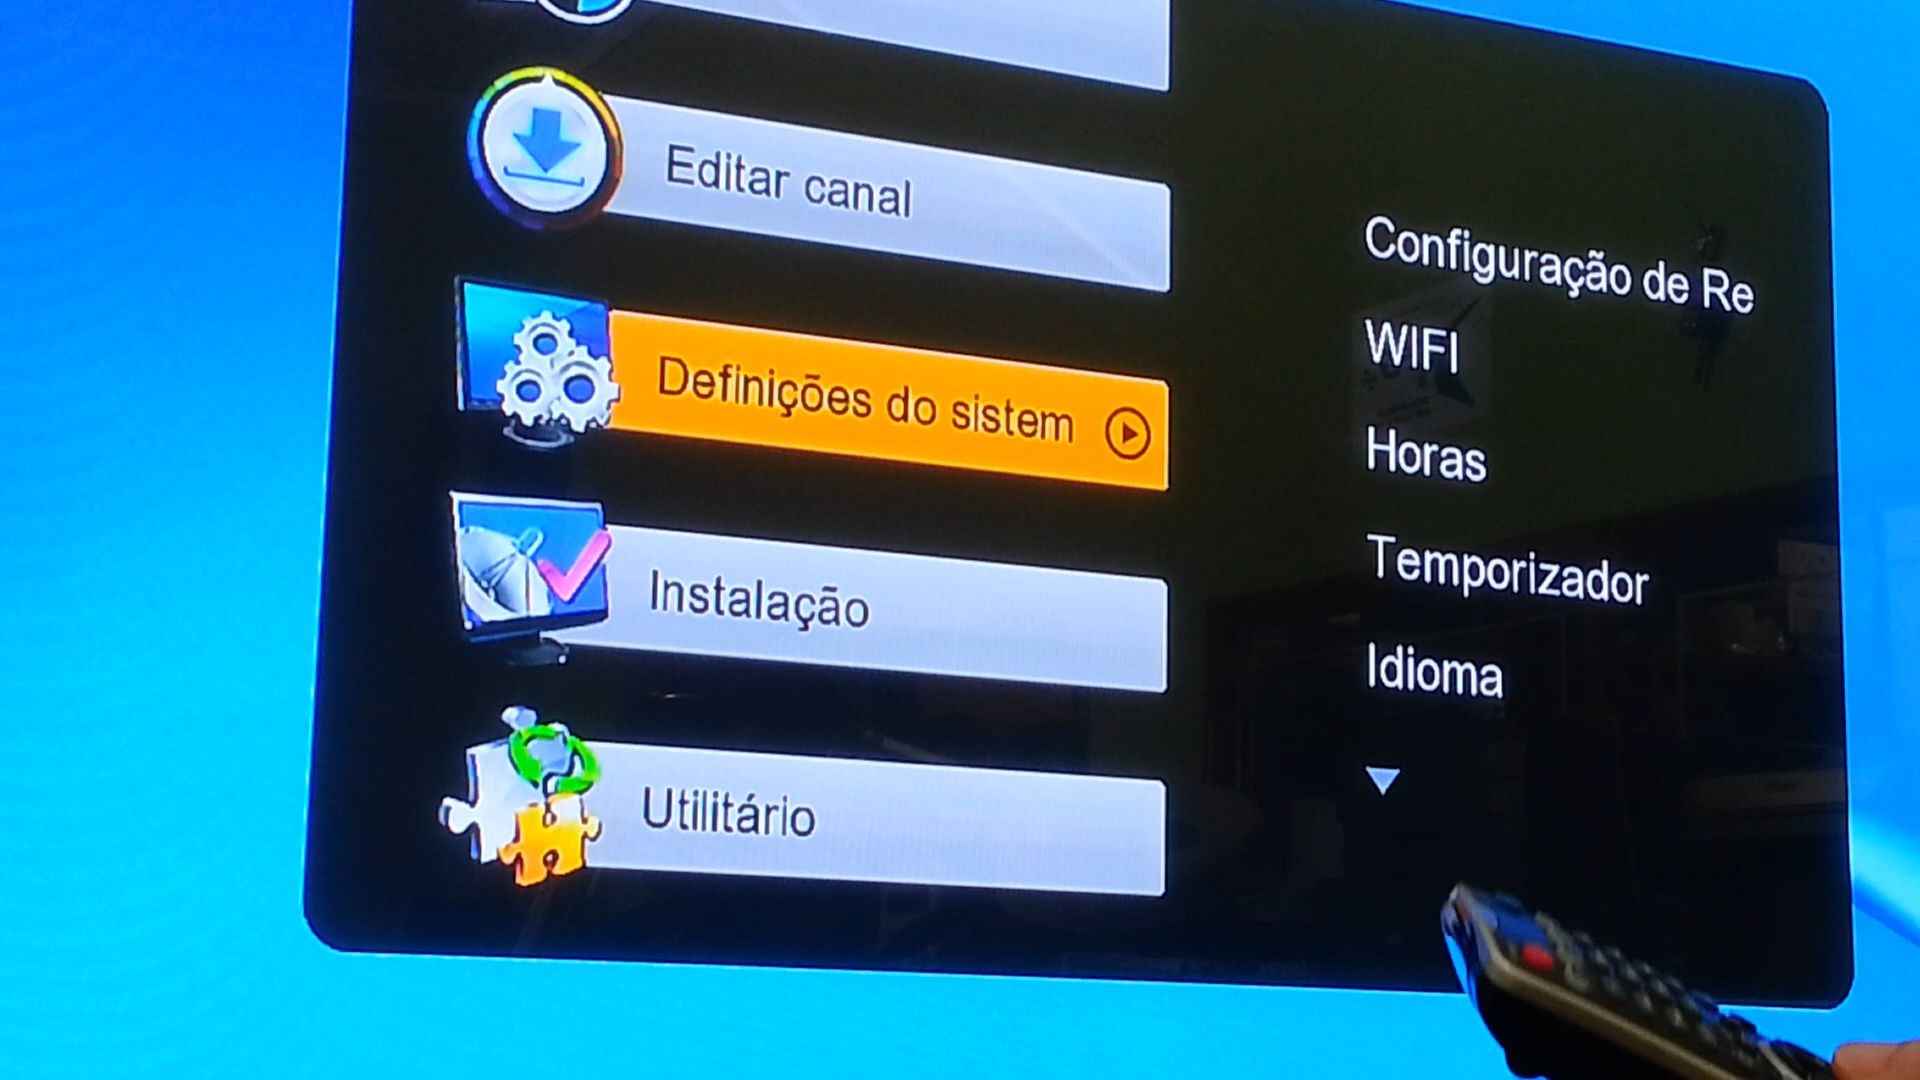 Editar canal
Definições do sistem
Instalação
Utilitário
Configuração de Re
WIFI
Horas
Temporizador
Idioma